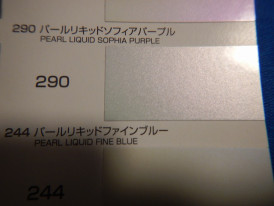 290 パールリキッドソフィアパープル
PEARL LIQUID SOPHIA PURPLE
290
244 パールリキッドファインブルー
PEARL LIQUID FINE BLUE
244